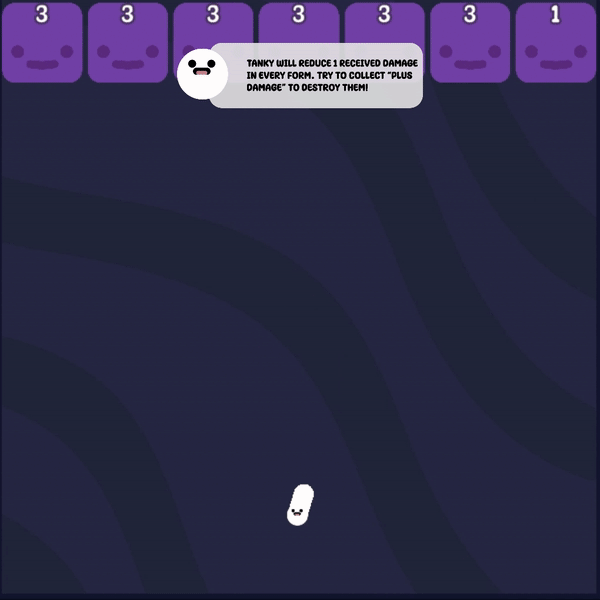 3 3 3 3 3 3 1
TANKY WILL REDUCE 1 RECEIVED DAMAGE
IN EVERY FORM. TRY TO COLLECT "PLUS
DAMAGE" TO DESTROY THEM!